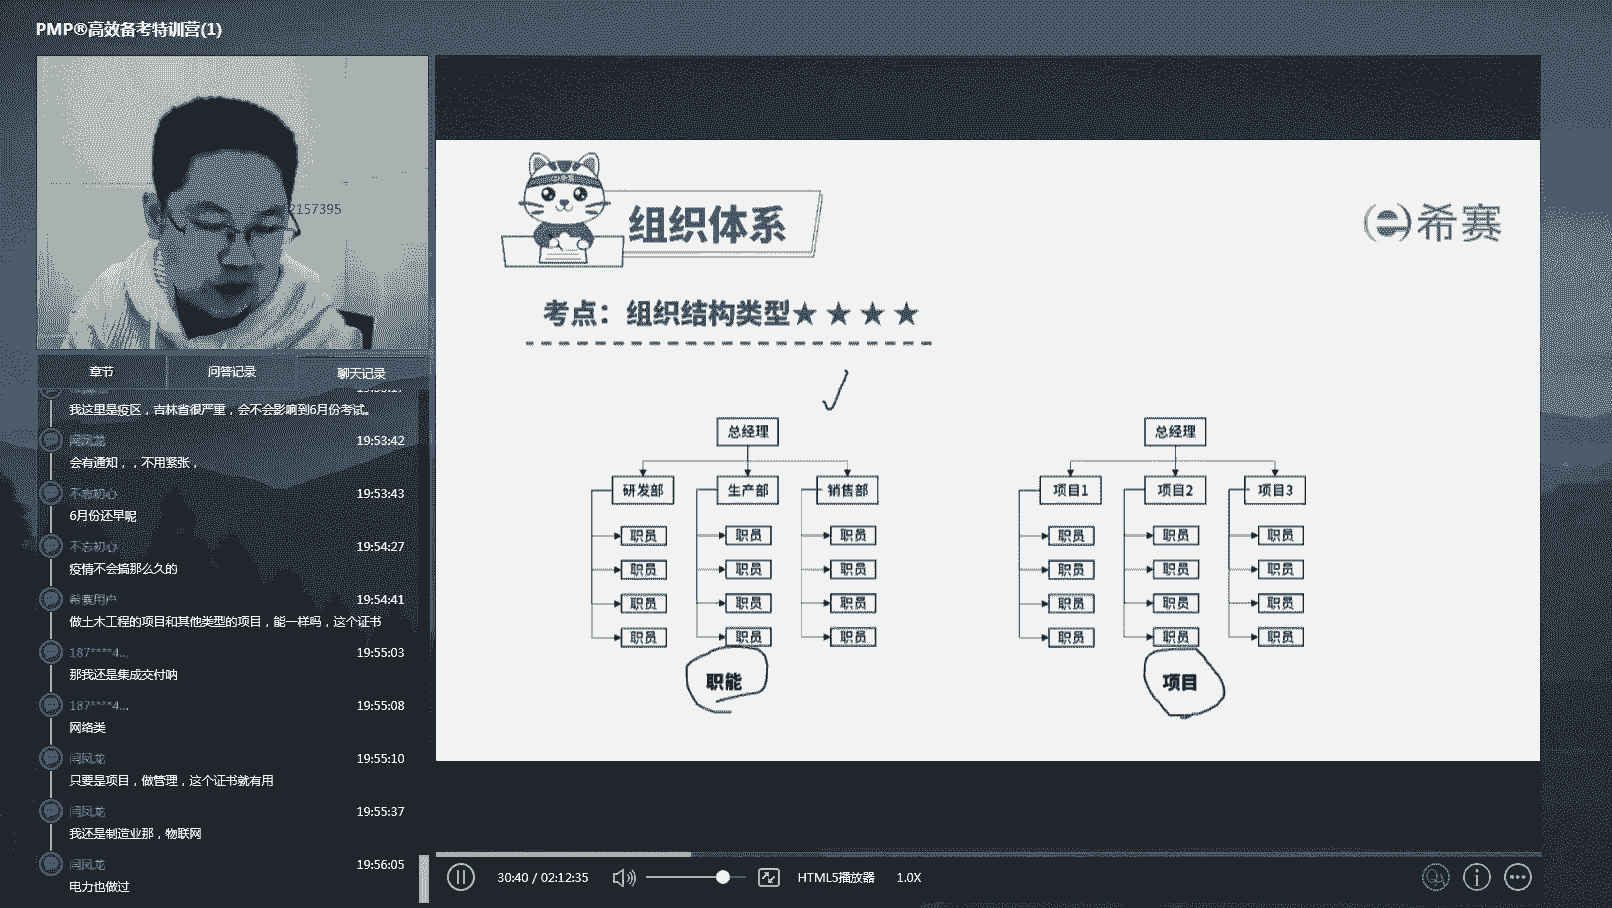 PMP®高效备考特训营(1)
2157395
章节
问答记录
聊天记录
我这里是疫区，吉林省很严重，会不会影响到6月份考试。
闫凤龙
19:53:42
会有通知，，不用紧张，
不忘初心
19:53:43
6月份还早呢
不忘初心
19:54:27
疫情不会搞那么久的
希赛用户
19:54:41
做土木工程的项目和其他类型的项目，能一样吗，这个证书
187****4...
19:55:03
那我还是集成交付呐
187****4...
19:55:08
网络类
闫凤龙
19:55:10
只要是项目，做管理，这个证书就有用
闫凤龙
19:55:37
我还是制造业那，物联网
闫凤龙
19:56:05
电力也做过
组织体系
希赛
考点：组织结构类型★★★★
总经理
研发部 生产部 销售部
职员 职员 职员
职员 职员 职员
职员 职员 职员
职员 职员 职员
职能
总经理
项目1 项目2 项目3
职员 职员 职员
职员 职员 职员
职员 职员 职员
职员 职员 职员
项目
30:40 / 02:12:35
HTML5播放器
1.0X